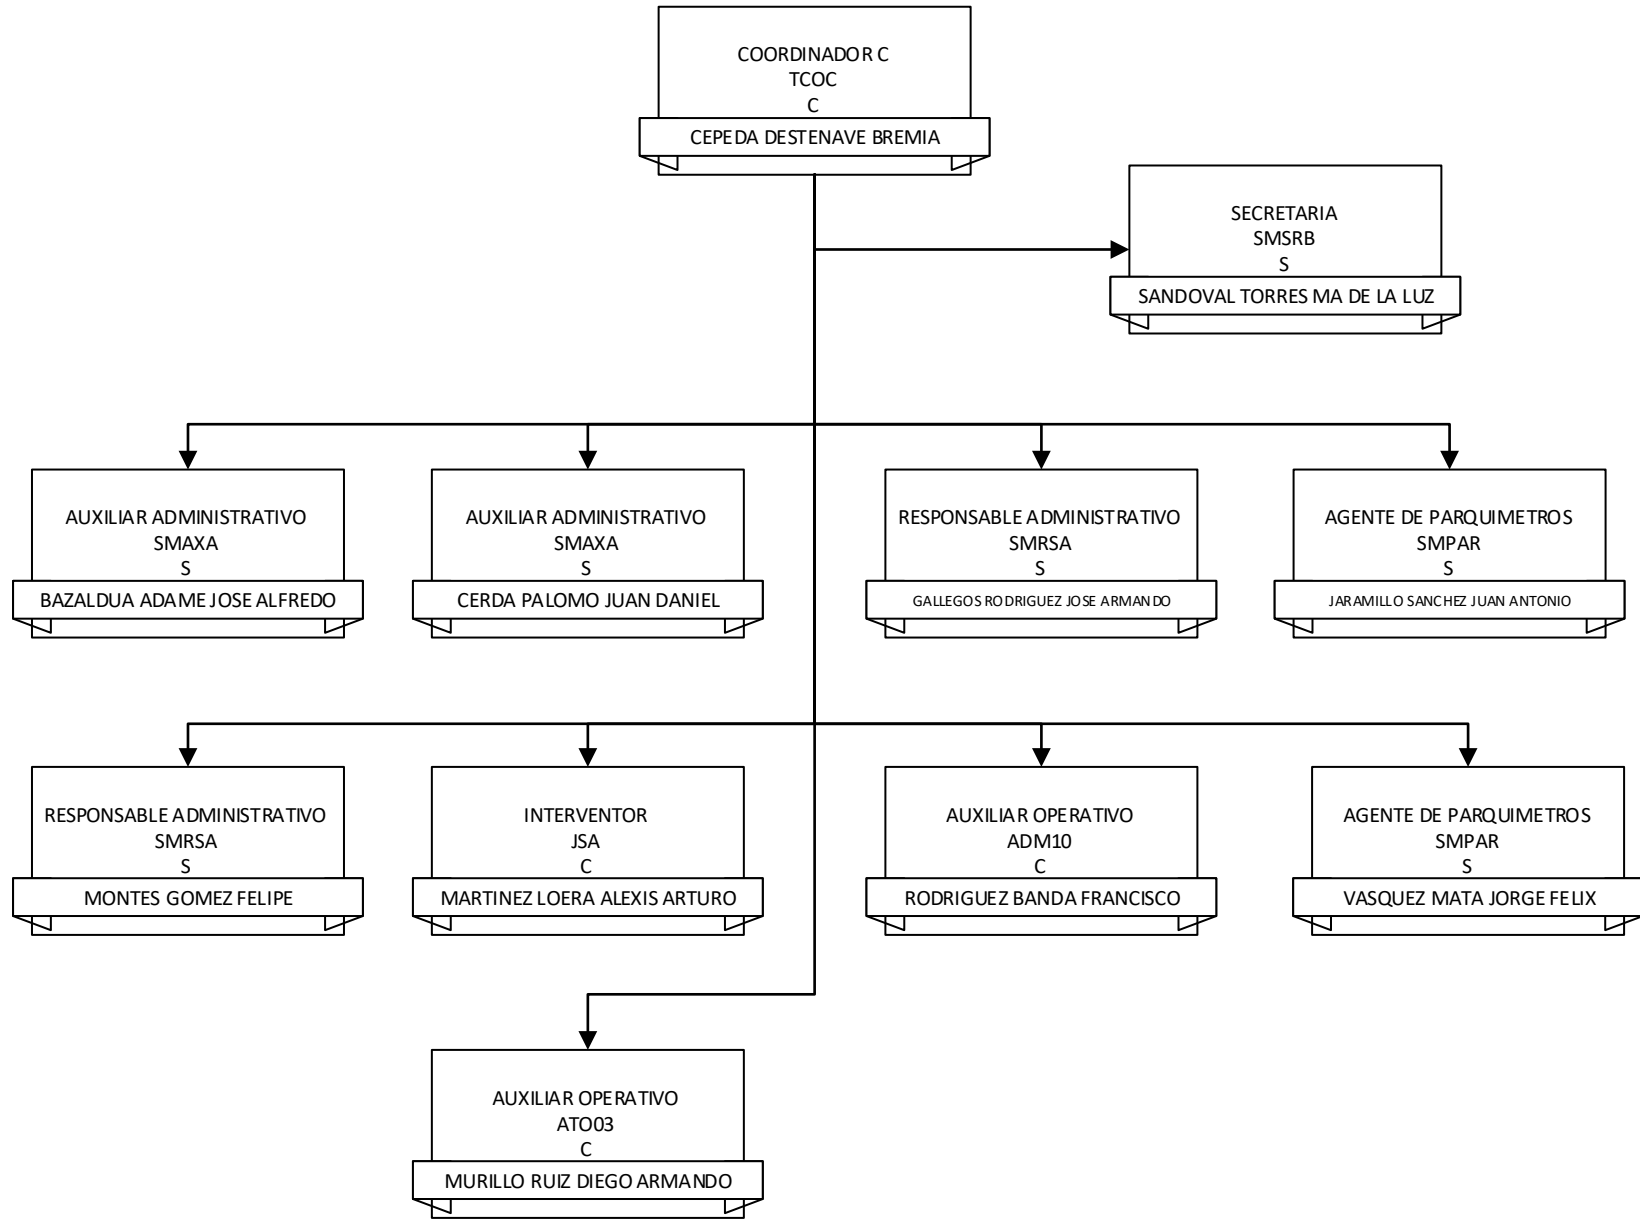 COORDINADOR C
TCOC
C
CEPEDA DESTENAVE BREMIA
SECRETARIA
SMSRB
S
SANDOVAL TORRES MA DE LA LUZ
AUXILIAR ADMINISTRATIVO
SMAXA
S
BAZALDUA ADAME JOSE ALFREDO
AUXILIAR ADMINISTRATIVO
SMAXA
S
CERDA PALOMO JUAN DANIEL
RESPONSABLE ADMINISTRATIVO
SMRSA
S
GALLEGOS RODRIGUEZ JOSE ARMANDO
AGENTE DE PARQUIMETROS
SMPAR
S
JARAMILLO SANCHEZ JUAN ANTONIO
RESPONSABLE ADMINISTRATIVO
SMRSA
S
MONTES GOMEZ FELIPE
INTERVENTOR
JSA
C
MARTINEZ LOERA ALEXIS ARTURO
AUXILIAR OPERATIVO
ADM10
C
RODRIGUEZ BANDA FRANCISCO
AGENTE DE PARQUIMETROS
SMPAR
S
VASQUEZ MATA JORGE FELIX
AUXILIAR OPERATIVO
ATO03
C
MURILLO RUIZ DIEGO ARMANDO